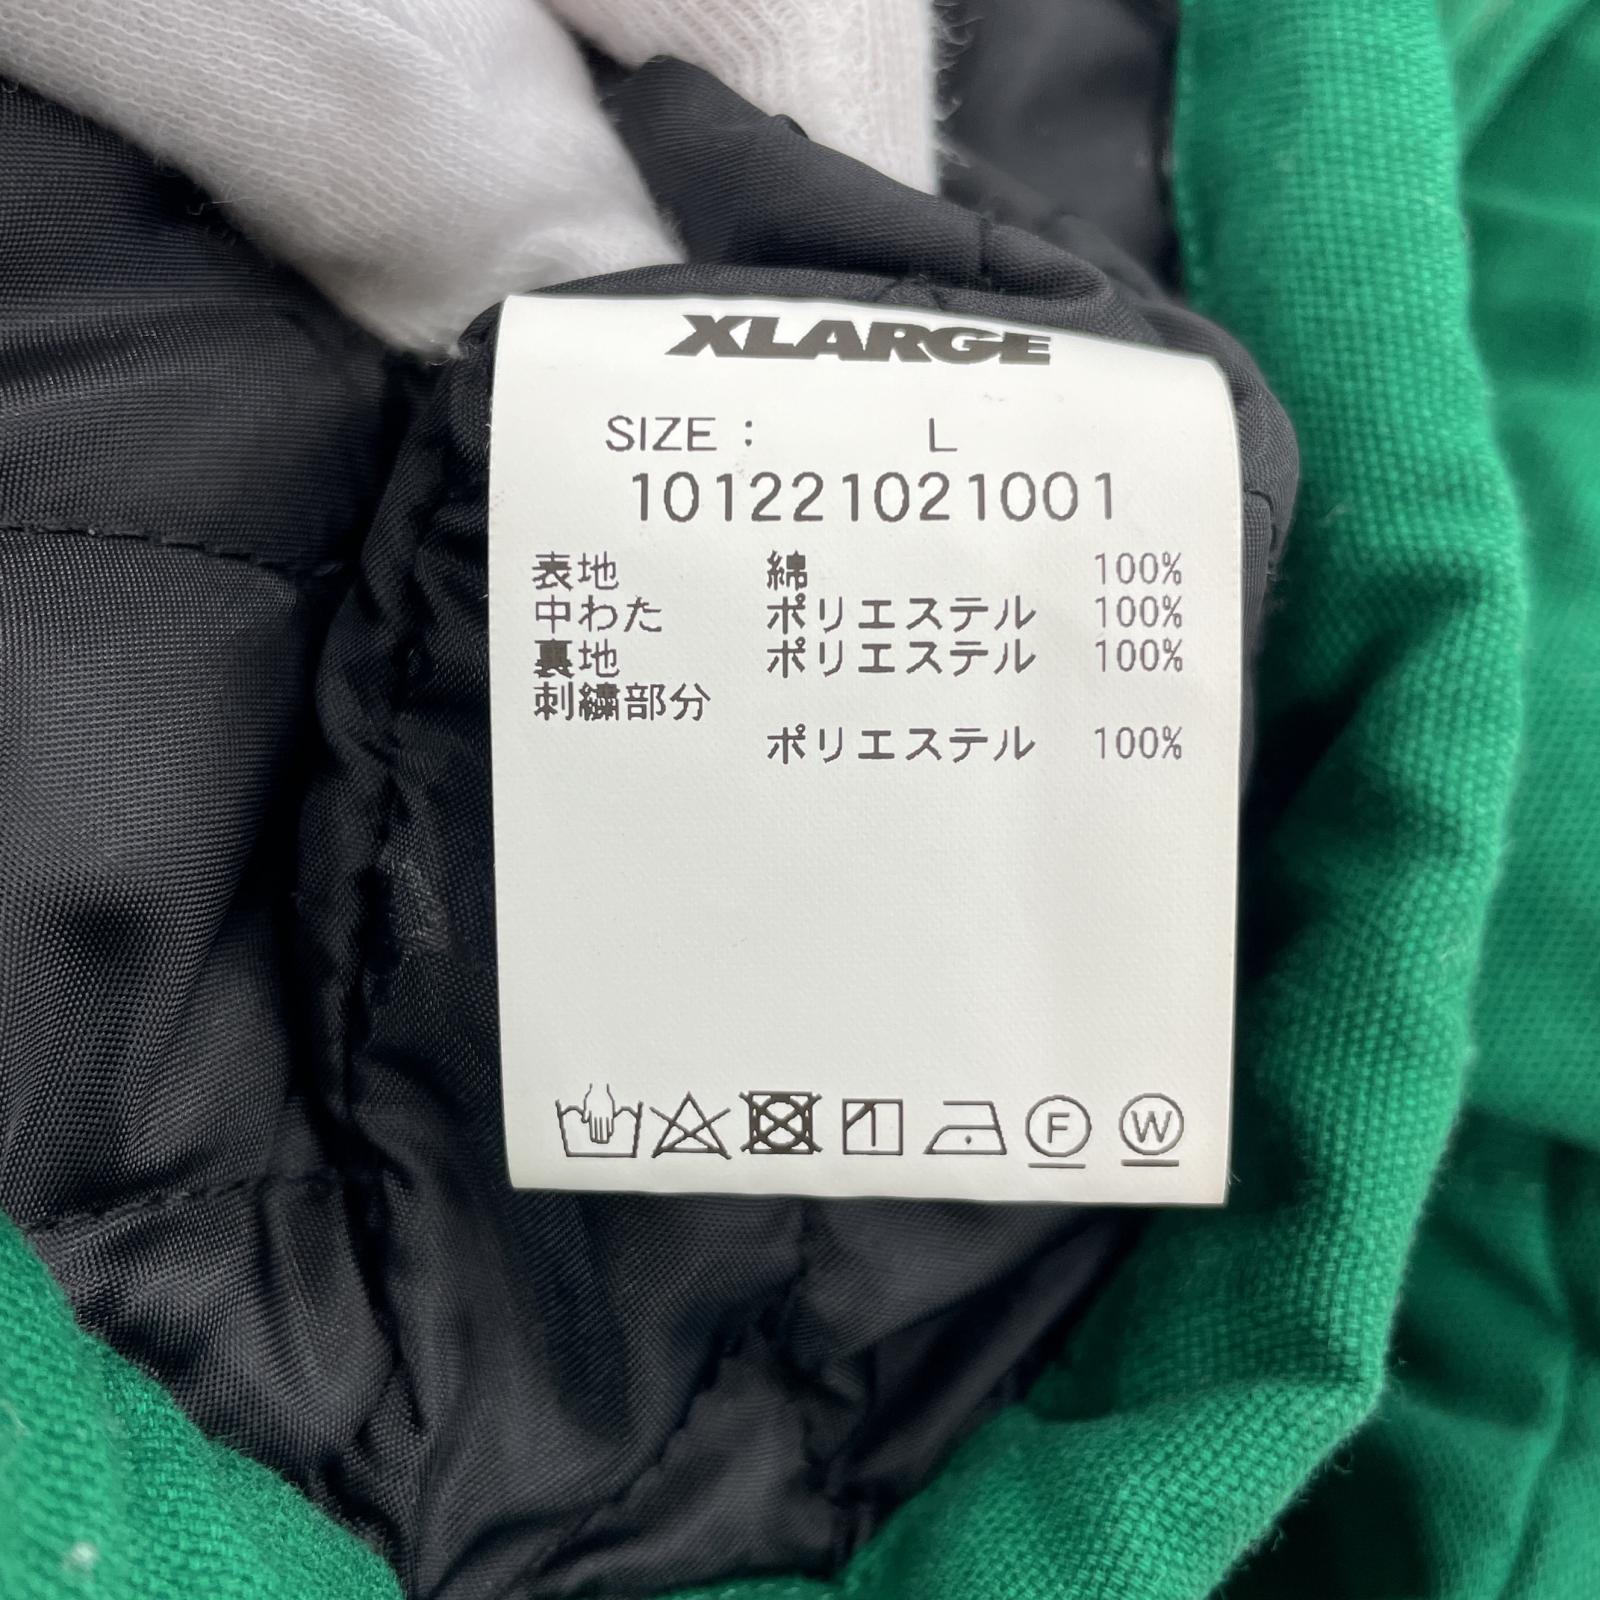 XLARGE
SIZE : L
101221021001
表地 綿 100%
中わた ポリエステル 100%
裏地 ポリエステル 100%
刺繍部分
ポリエステル 100%
F W